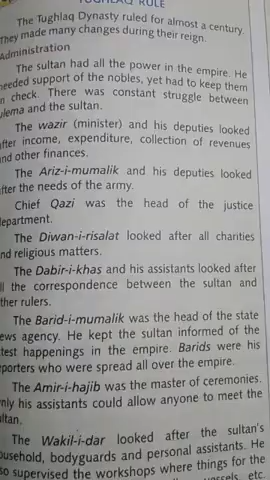 TUGHLAQ RULE
The Tughlaq Dynasty ruled for almost a century.
They made many changes during their reign.
Administration
The sultan had all the power in the empire. He
needed support of the nobles, yet had to keep them
in check. There was constant struggle between
ulema and the sultan.
The wazir (minister) and his deputies looked
after income, expenditure, collection of revenues
and other finances.
The Ariz-i-mumalik and his deputies looked
after the needs of the army.
Chief Qazi was the head of the justice
department.
The Diwan-i-risalat looked after all charities
and religious matters.
The Dabir-i-khas and his assistants looked after
all the correspondence between the sultan and
other rulers.
The Barid-i-mumalik was the head of the state
news agency. He kept the sultan informed of the
latest happenings in the empire. Barids were his
reporters who were spread all over the empire.
The Amir-i-hajib was the master of ceremonies.
Only his assistants could allow anyone to meet the
sultan.
The Wakil-i-dar looked after the sultan's
household, bodyguards and personal assistants. He
also supervised the workshops where things for the
vessels, etc.